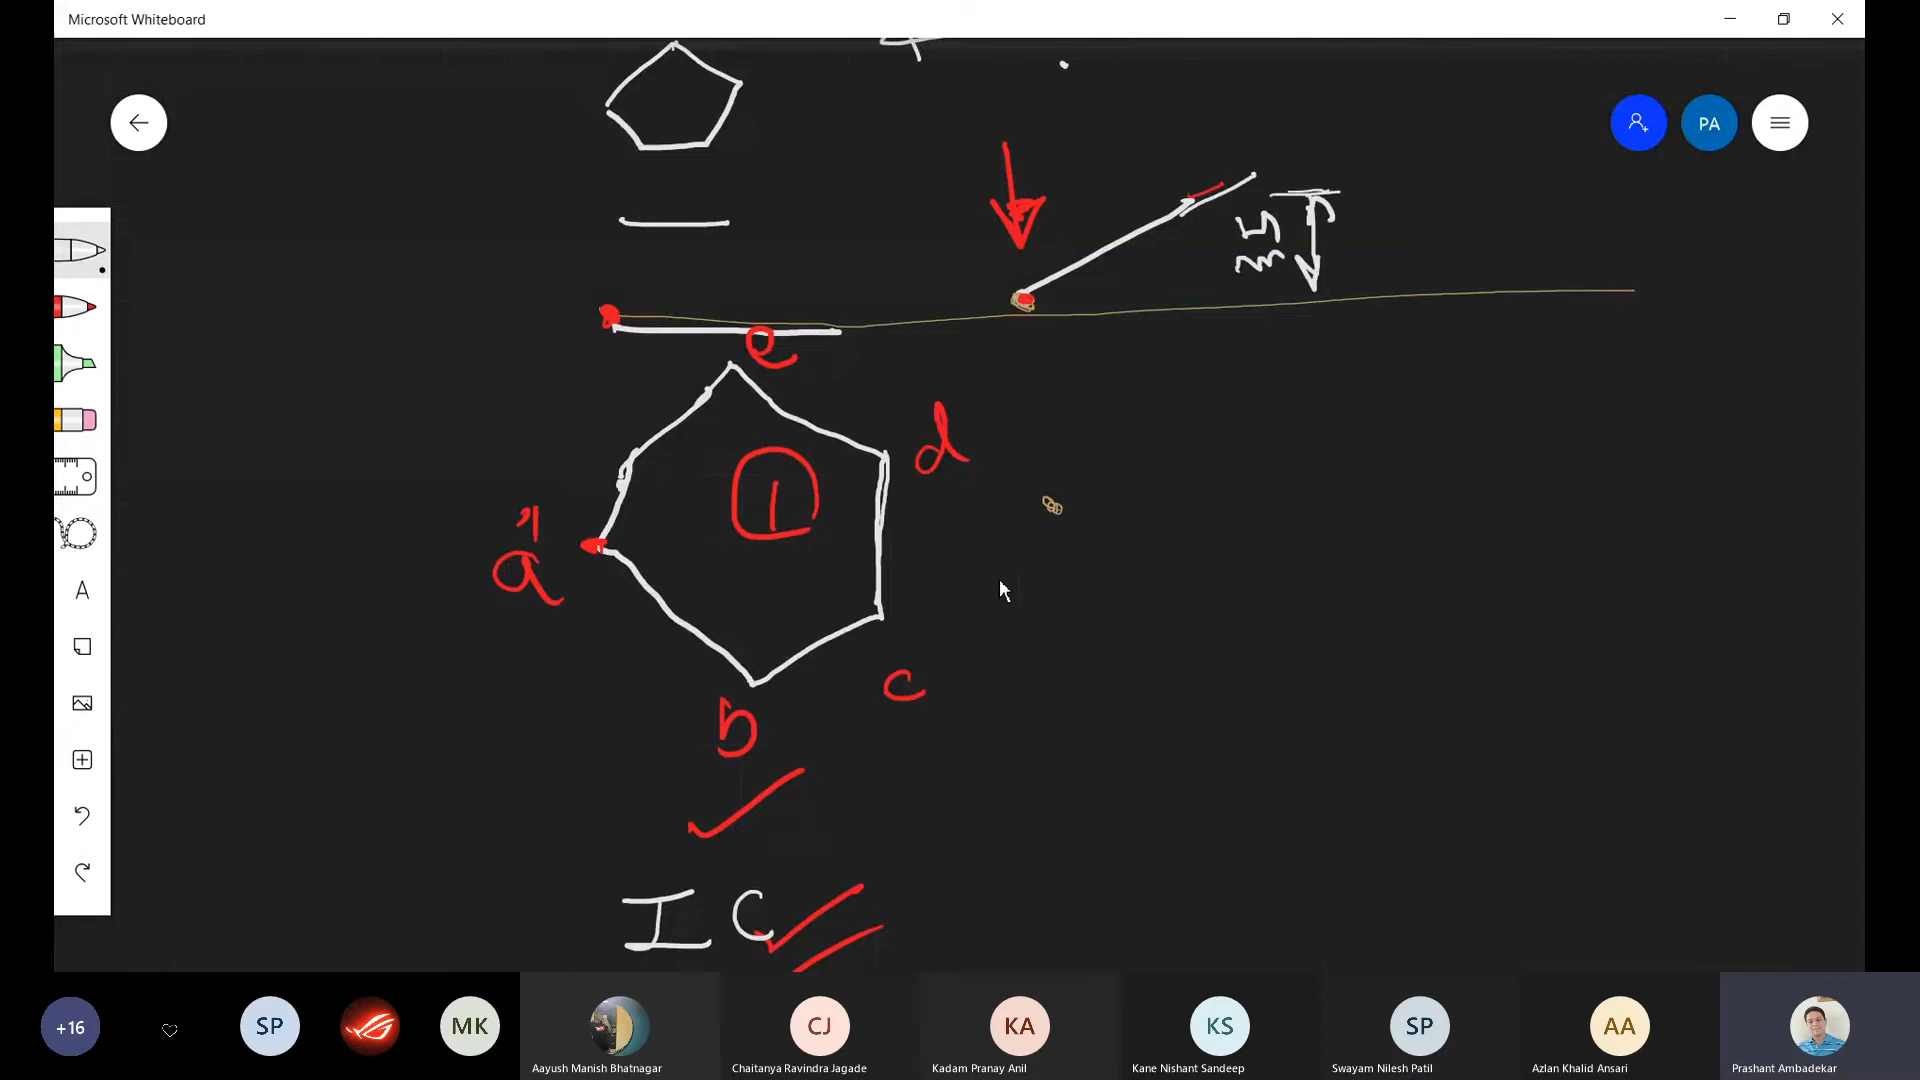 Microsoft Whiteboard
PA
e
d
1
a
b
c
I C
A
+16
SP
MK
CJ
KA
KS
SP
AA
Aayush Manish Bhatnagar
Chaitanya Ravindra Jagade
Kadam Pranay Anil
Kane Nishant Sandeep
Swayam Nilesh Patil
Azlan Khalid Ansari
Prashant Ambadekar